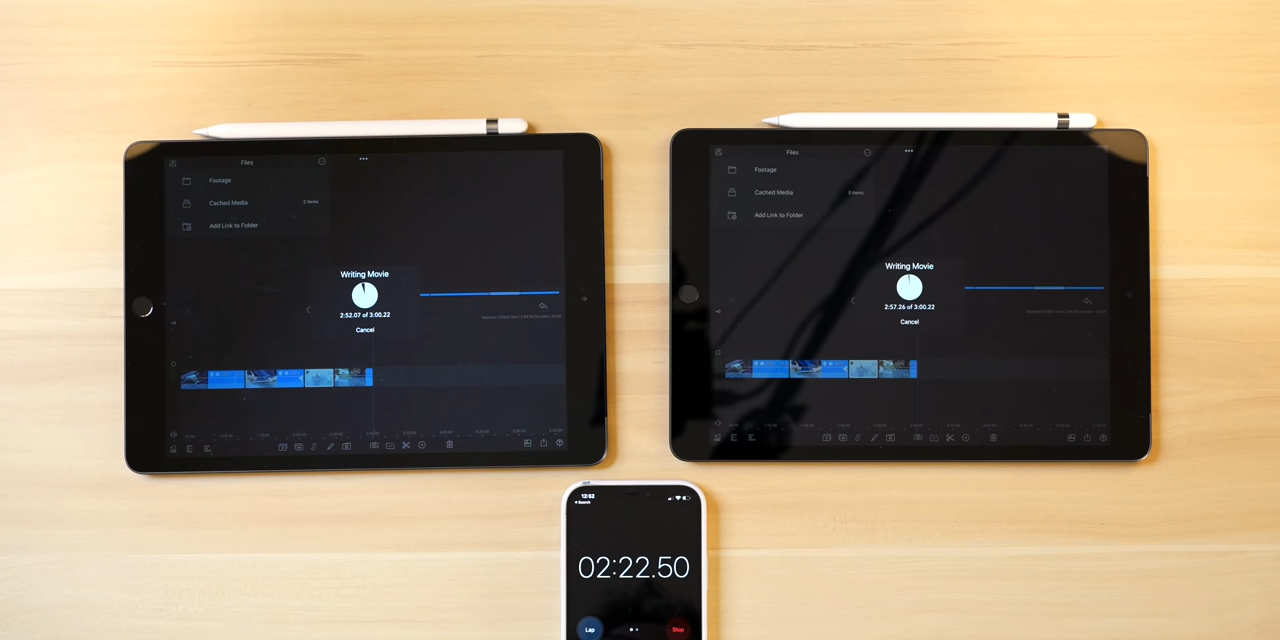 Files
Footage
Cached Media
2 items
Add Link to Folder
Writing Movie
2:52.07 of 3:00.22
Cancel
Files
Footage
Cached Media
5 items
Add Link to Folder
Writing Movie
2:57.26 of 3:00.22
Cancel
12:52
Search
02:22.50
Lap
Stop